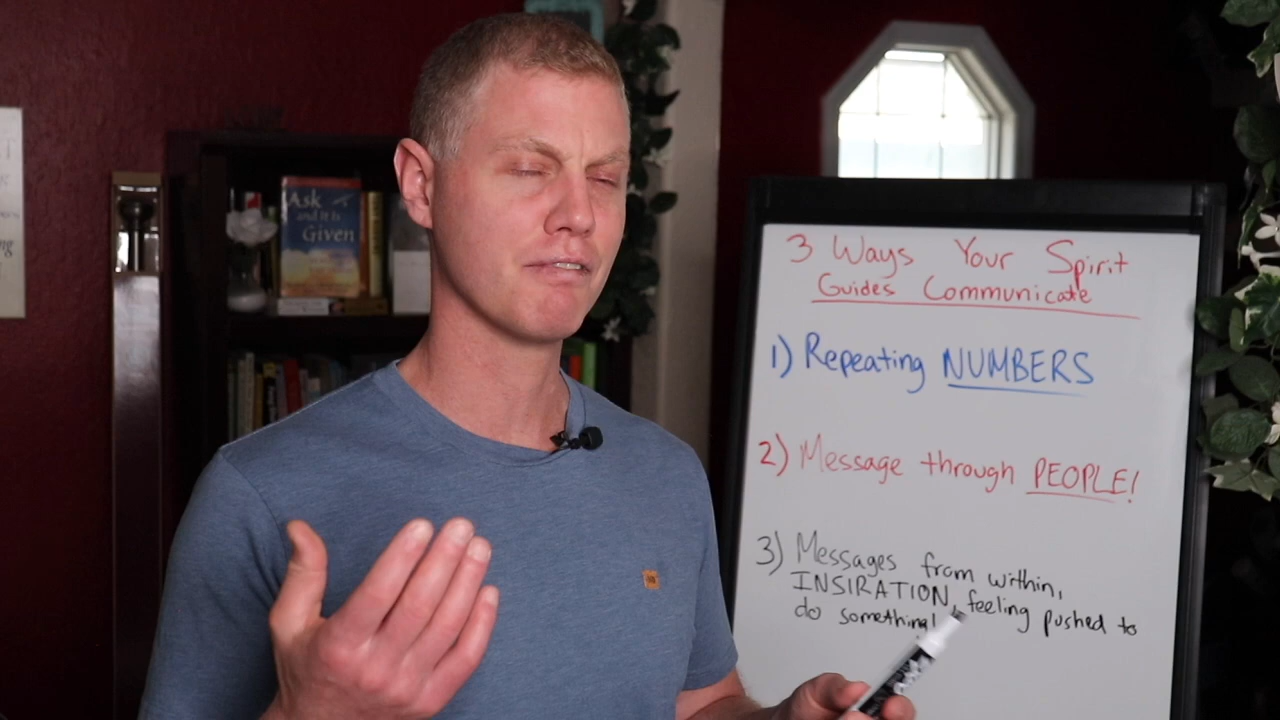 Ask
and It Is
Given
3 Ways Your Spirit
Guides Communicate
1) Repeating NUMBERS
2) Message through PEOPLE!
3) Messages from within,
INSIRATION, feeling pushed to
do something!